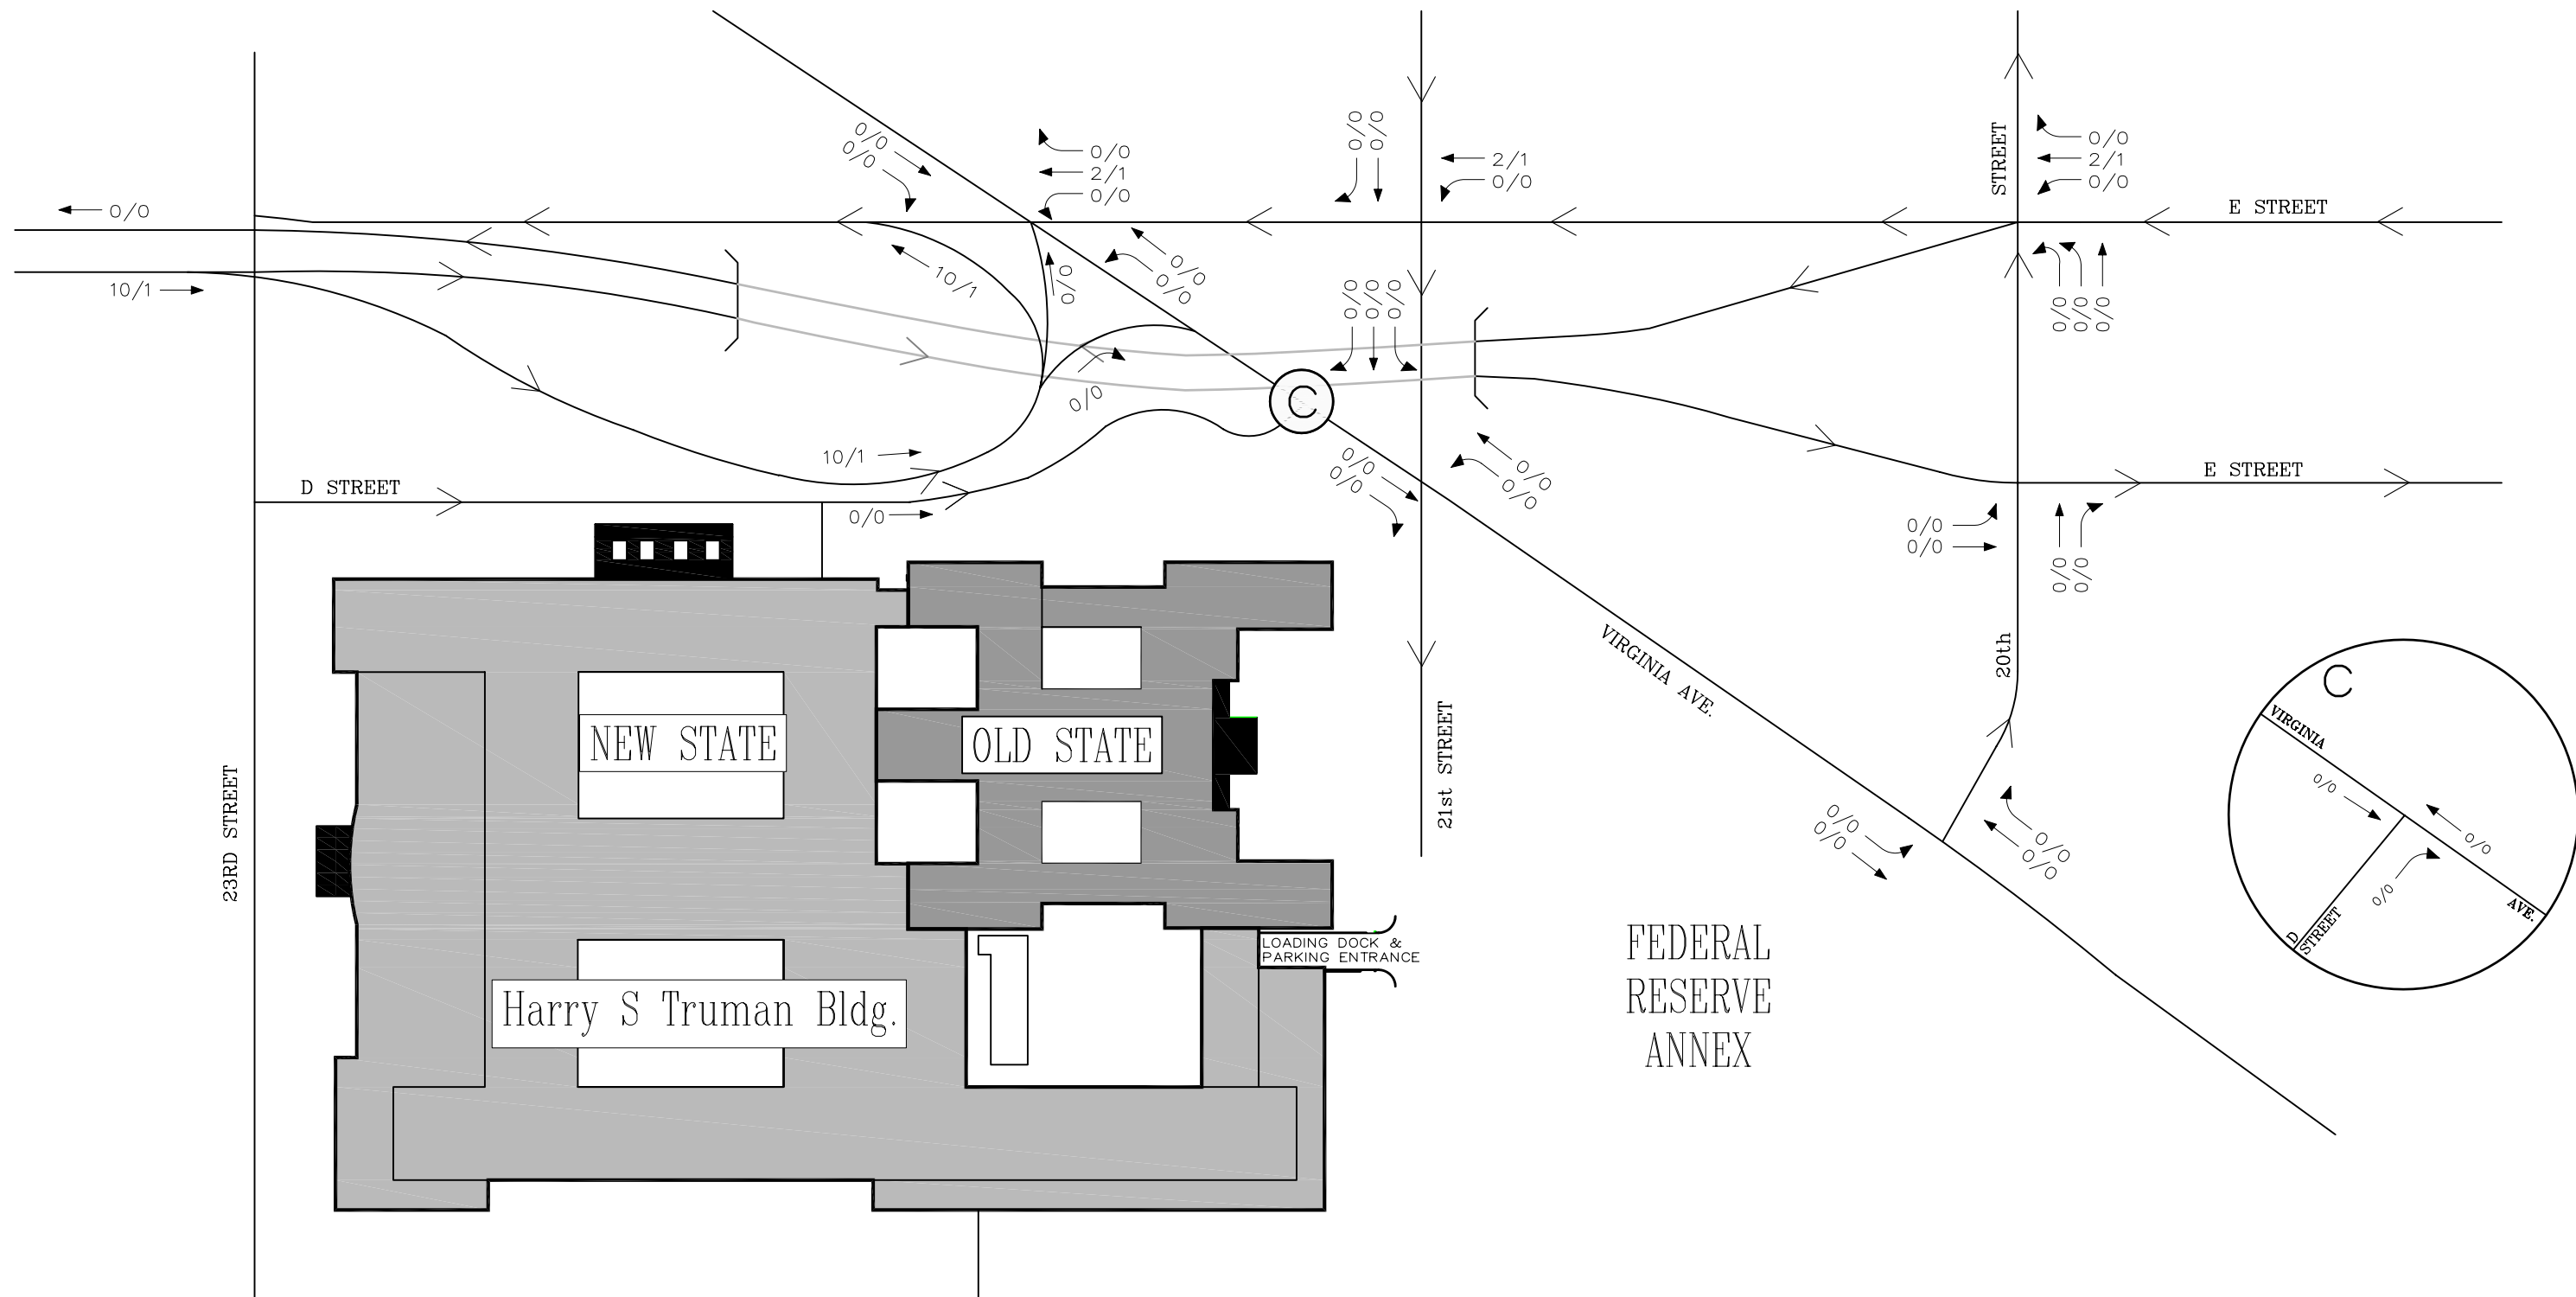 0/0
10/1
0/0
0/0
0/0
2/1
0/0
10/1
0/0
0/0
0/0
0/0
0/0
0/0
2/1
0/0
0/0
0/0
0/0
STREET
0/0
2/1
0/0
E STREET
0/0
0/0
0/0
10/1
0/0
C
0/0
0/0
0/0
0/0
D STREET
0/0
E STREET
0/0
0/0
0/0
0/0
NEW STATE
OLD STATE
Harry S Truman Bldg.
1
LOADING DOCK &
PARKING ENTRANCE
23RD STREET
21st STREET
VIRGINIA AVE.
20th
0/0
0/0
0/0
0/0
FEDERAL
RESERVE
ANNEX
C
VIRGINIA
0/0
0/0
0/0
AVE.
D
STREET